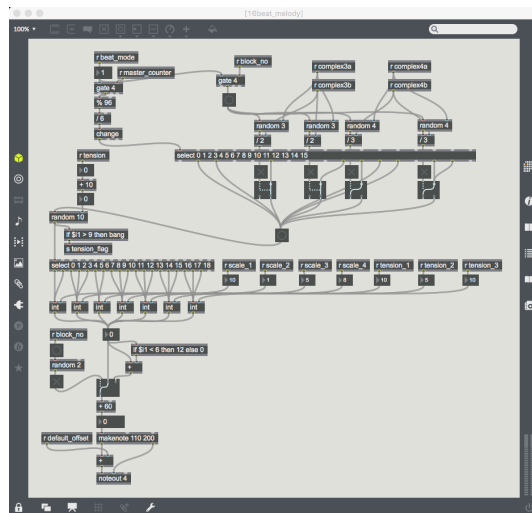 [16beat_melody]
100%
r beat_mode
r block_no
r complex3a
r complex4a
1
r master_counter
gate 4
r complex3b
r complex4b
gate 4
% 96
random 3
random 3
random 4
random 4
/ 6
/ 2
/ 2
/ 3
/ 3
change
r tension
select 0 1 2 3 4 5 6 7 8 9 10 11 12 13 14 15
0
+ 10
0
random 10
if $i1 > 9 then bang
s tension_flag
select 0 1 2 3 4 5 6 7 8 9 10 11 12 13 14 15 16 17 18
r scale_1
r scale_2
r scale_3
r scale_4
r tension_1
r tension_2
r tension_3
10
1
5
8
10
5
10
int
int
int
int
int
int
int
r block_no
0
if $i1 < 6 then 12 else 0
random 2
+
+ 60
0
r default_offset
makenote 110 200
+
noteout 4